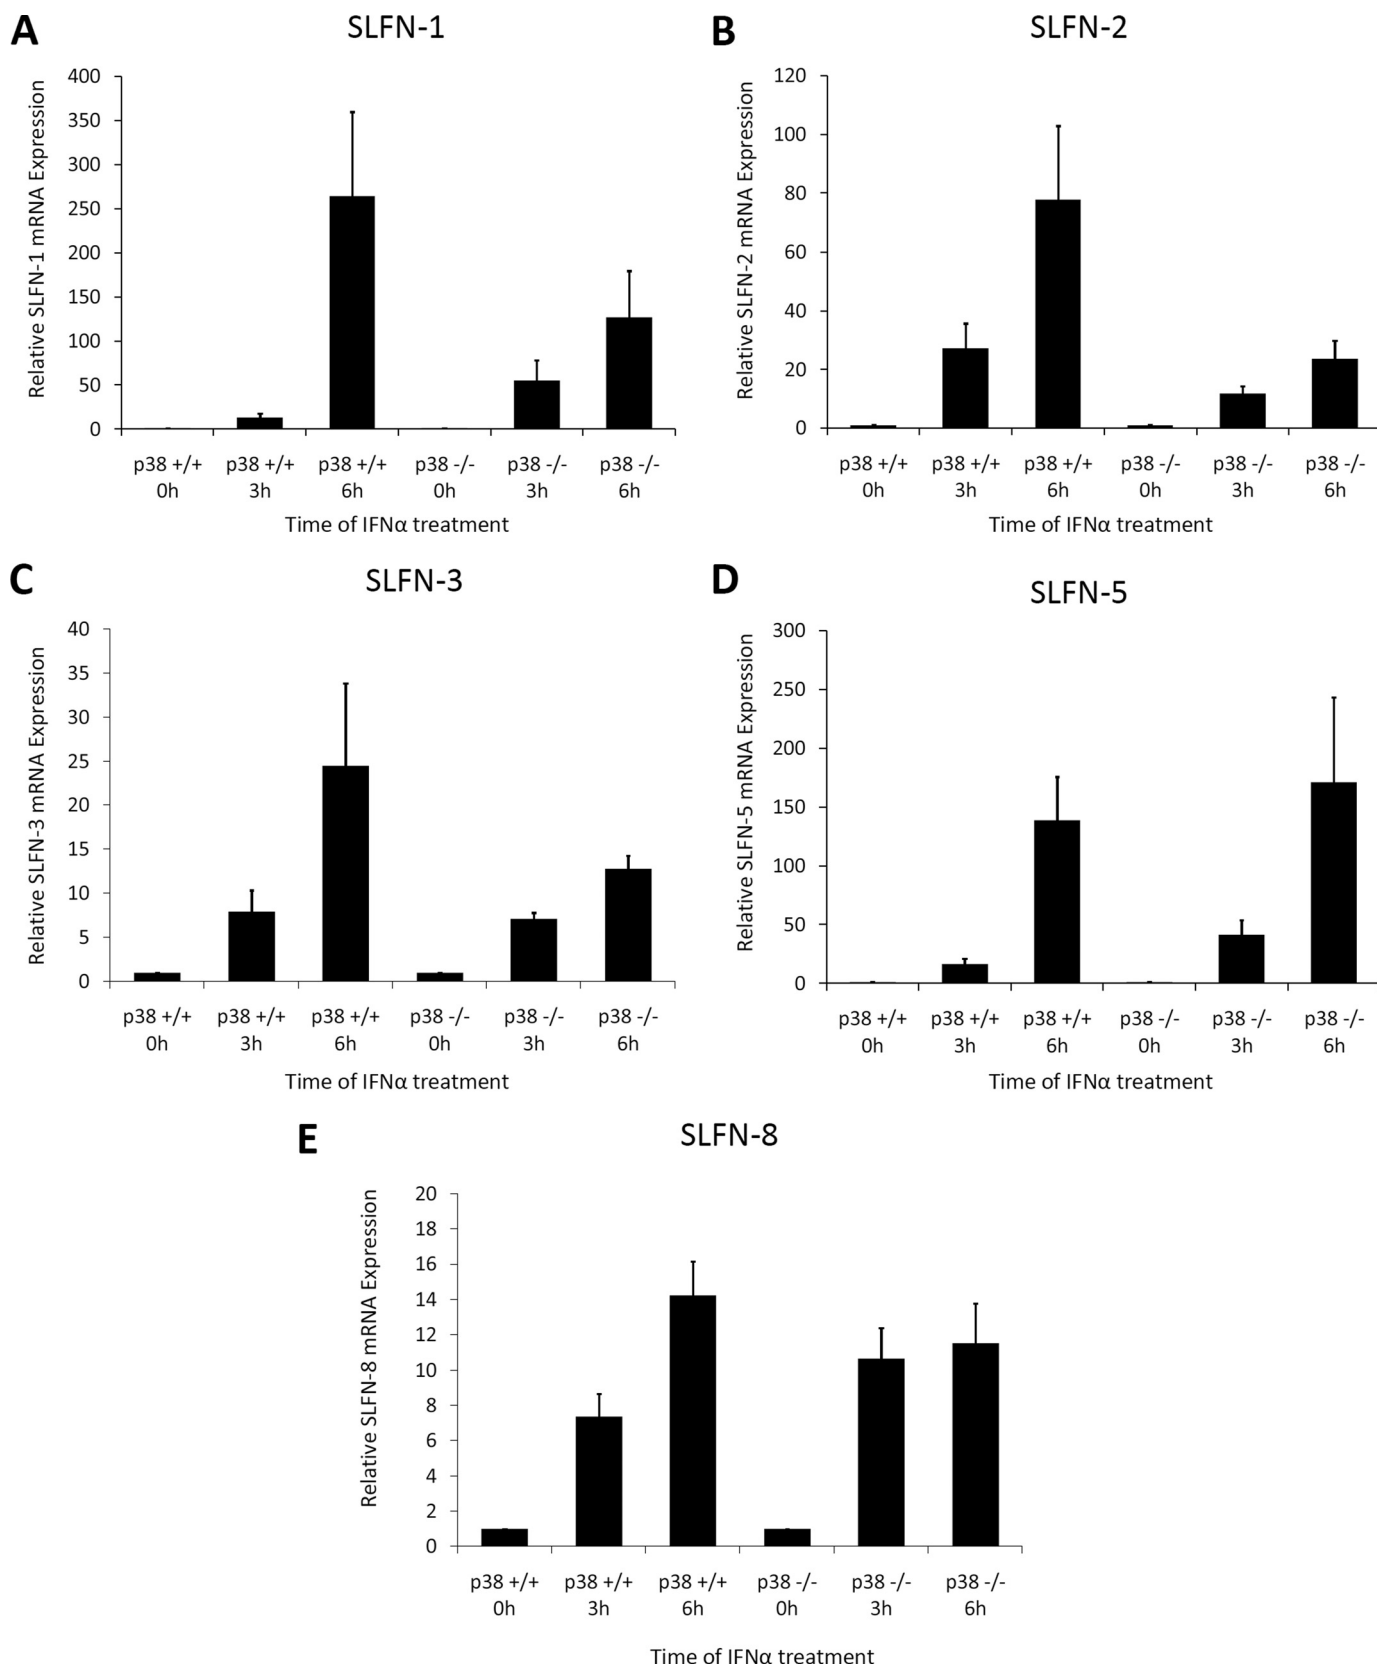 A
SLFN-1
Relative SLFN-1 mRNA Expression
400
350
300
250
200
150
100
50
0
p38 +/+ p38 +/+ p38 +/+ p38 -/- p38 -/- p38 -/-
0h 3h 6h 0h 3h 6h
Time of IFNα treatment
B
SLFN-2
Relative SLFN-2 mRNA Expression
120
100
80
60
40
20
0
p38 +/+ p38 +/+ p38 +/+ p38 -/- p38 -/- p38 -/-
0h 3h 6h 0h 3h 6h
Time of IFNα treatment
C
SLFN-3
Relative SLFN-3 mRNA Expression
40
35
30
25
20
15
10
5
0
p38 +/+ p38 +/+ p38 +/+ p38 -/- p38 -/- p38 -/-
0h 3h 6h 0h 3h 6h
Time of IFNα treatment
D
SLFN-5
Relative SLFN-5 mRNA Expression
300
250
200
150
100
50
0
p38 +/+ p38 +/+ p38 +/+ p38 -/- p38 -/- p38 -/-
0h 3h 6h 0h 3h 6h
Time of IFNα treatment
E
SLFN-8
Relative SLFN-8 mRNA Expression
20
18
16
14
12
10
8
6
4
2
0
p38 +/+ p38 +/+ p38 +/+ p38 -/- p38 -/- p38 -/-
0h 3h 6h 0h 3h 6h
Time of IFNα treatment